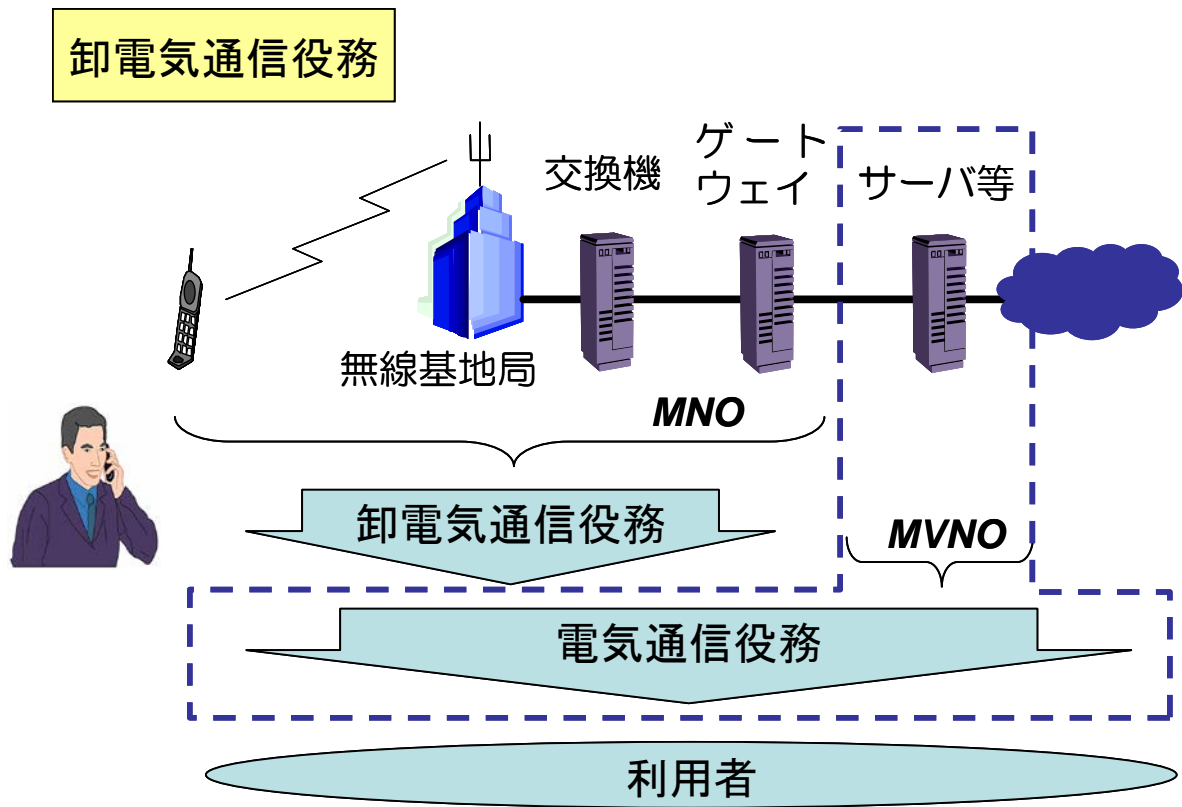 卸電気通信役務
交換機
ゲート
ウェイ
サーバ等
無線基地局
MNO
卸電気通信役務
MVNO
電気通信役務
利用者